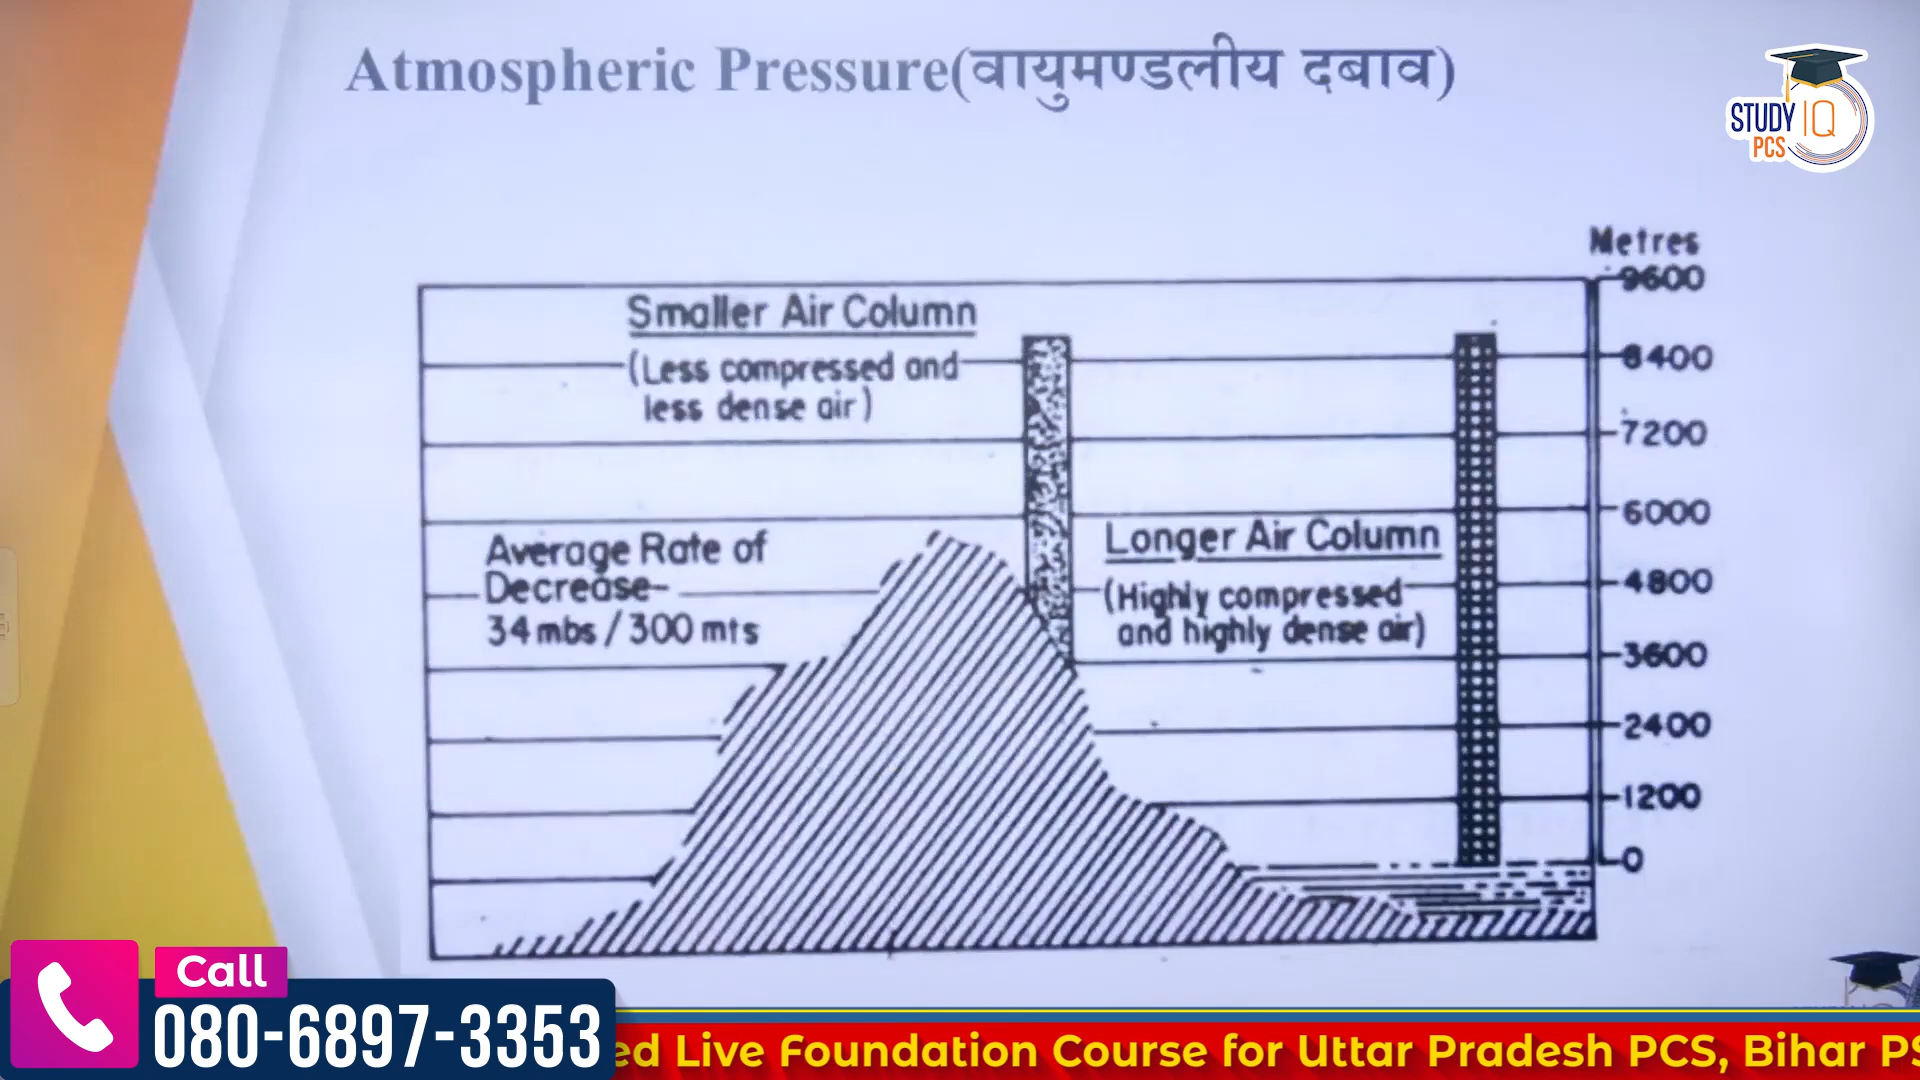 Atmospheric Pressure(वायुमण्डलीय दबाव)
STUDY IQ
PCS
Metres
9600
Smaller Air Column
(Less compressed and
less dense air)
8400
7200
6000
Average Rate of
Decrease-
34 mbs / 300 mts
Longer Air Column
(Highly compressed
and highly dense air)
4800
3600
2400
1200
0
Call
080-6897-3353
ed Live Foundation Course for Uttar Pradesh PCS, Bihar PS